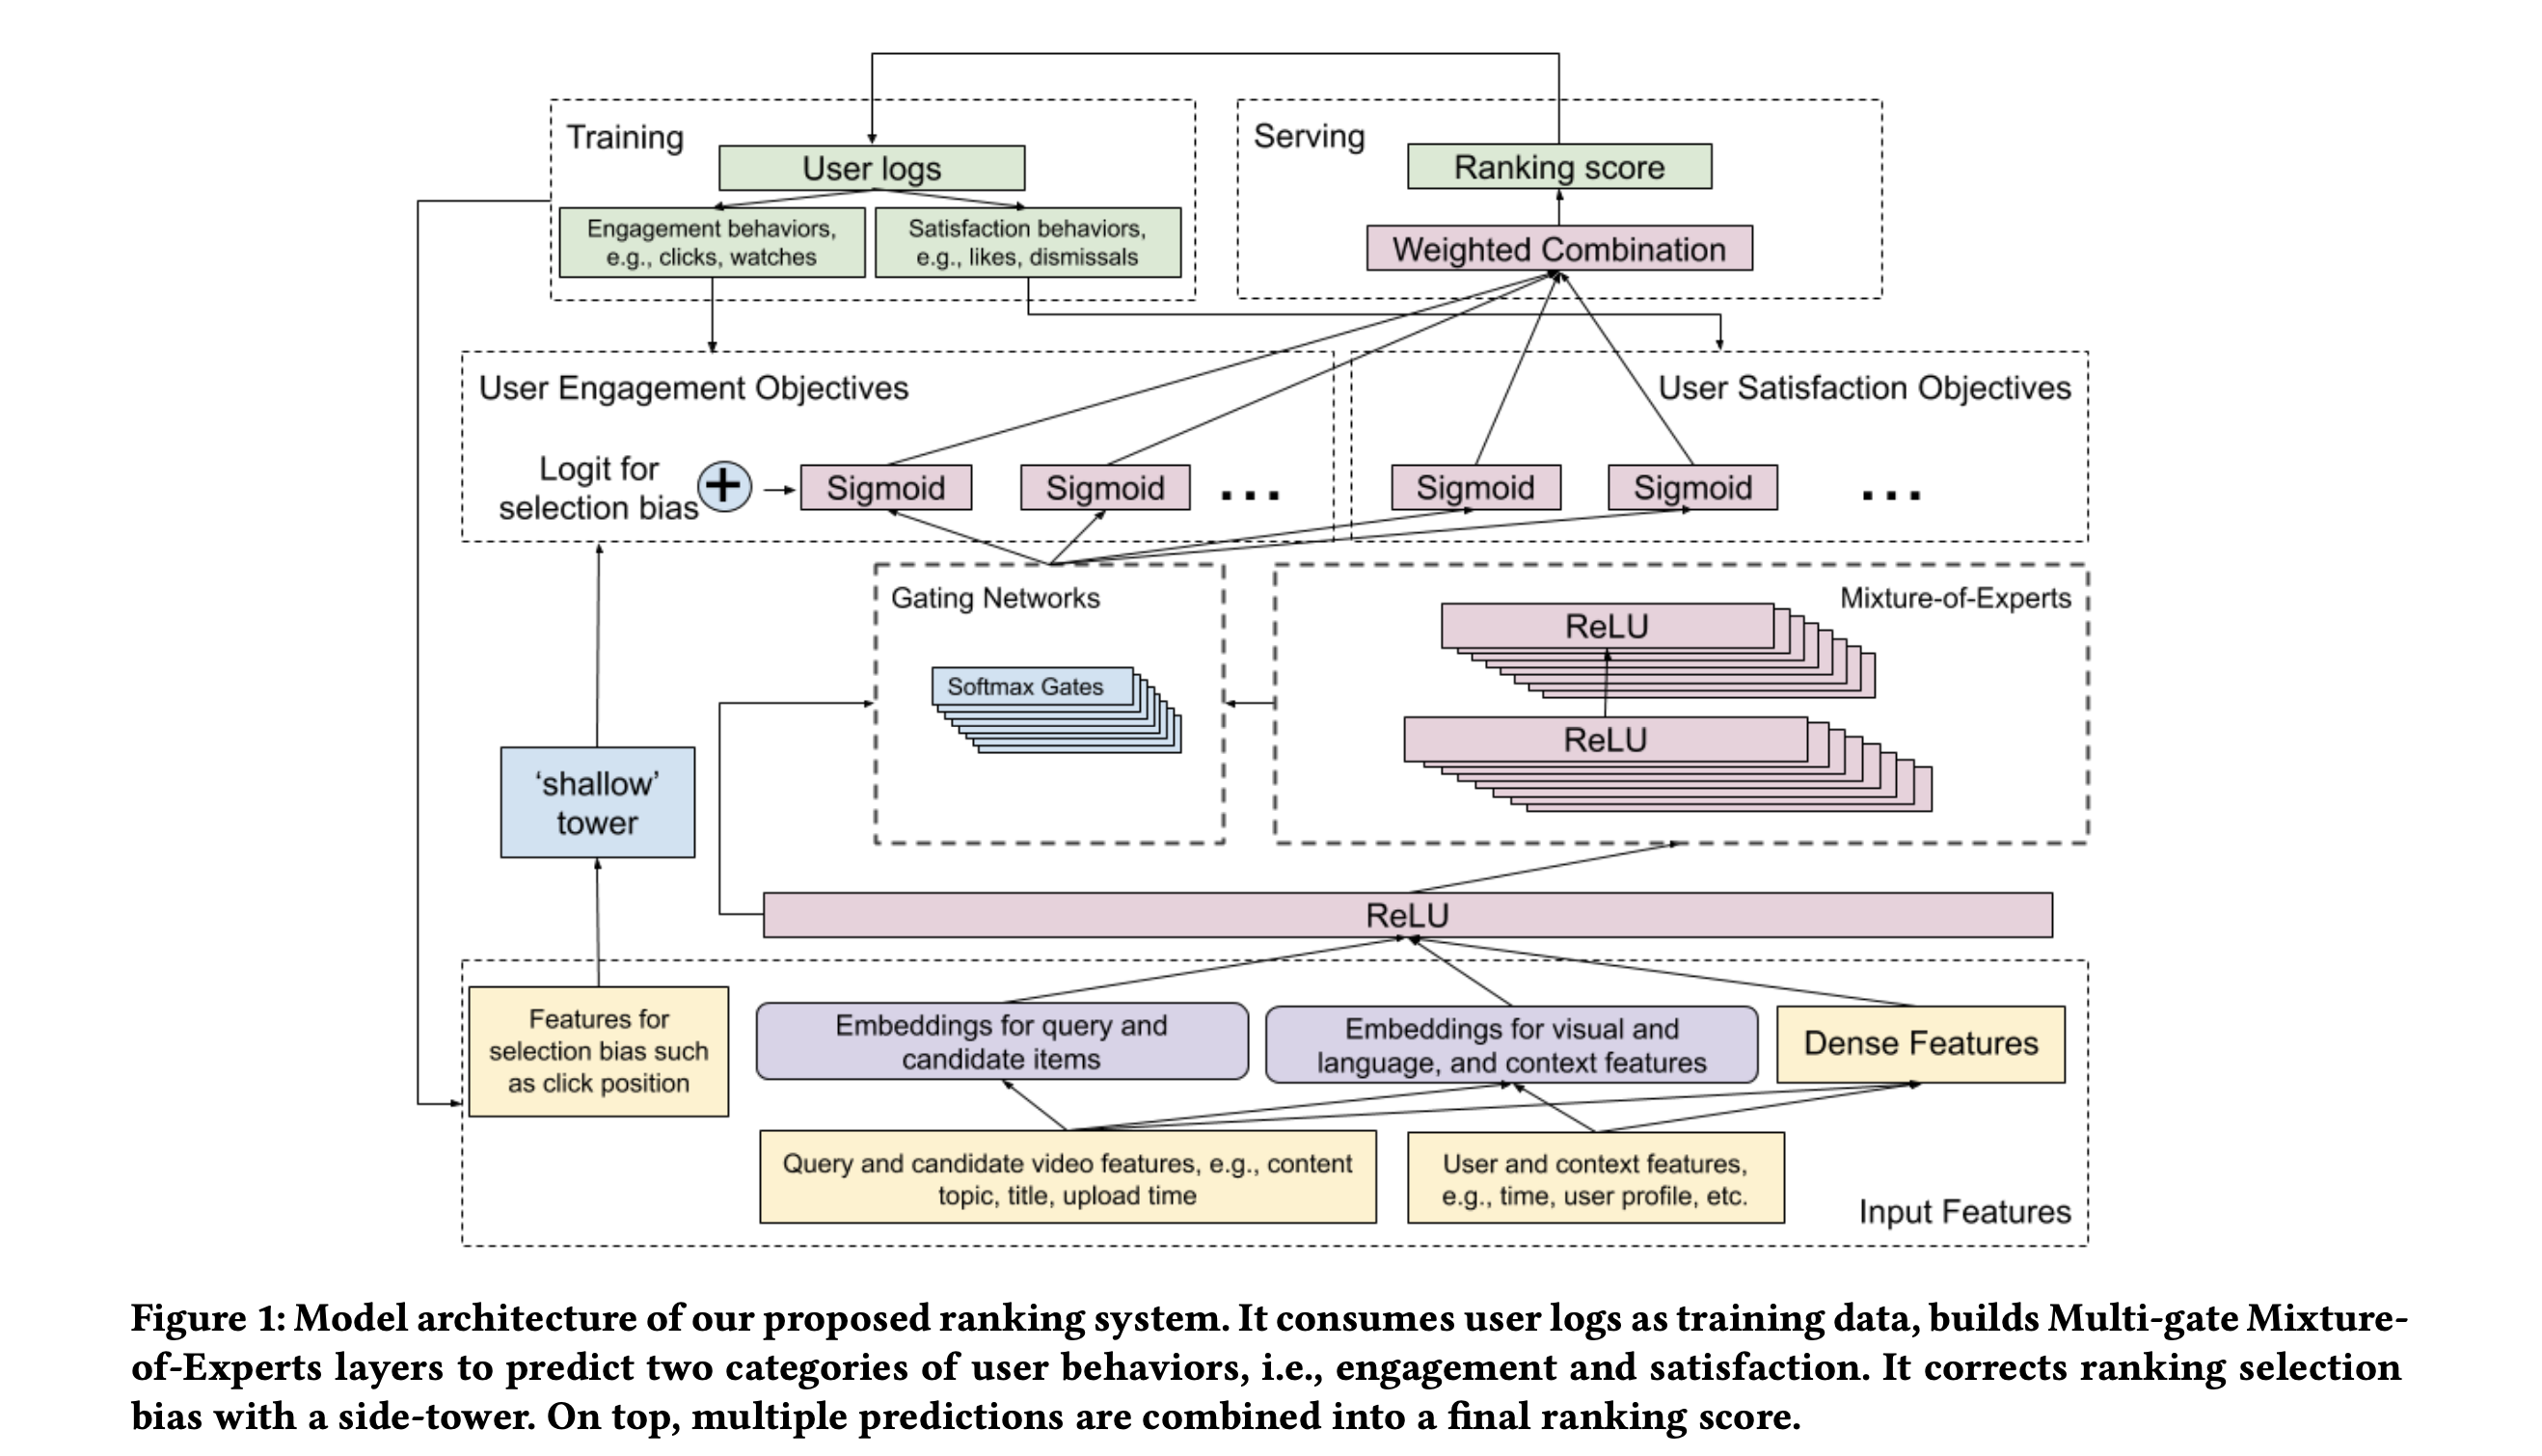 Training
User logs
Engagement behaviors,
e.g., clicks, watches
Satisfaction behaviors,
e.g., likes, dismissals
Serving
Ranking score
Weighted Combination
User Engagement Objectives
Logit for
selection bias
+
Sigmoid
Sigmoid
...
User Satisfaction Objectives
Sigmoid
Sigmoid
...
Gating Networks
Softmax Gates
Mixture-of-Experts
ReLU
ReLU
‘shallow’
tower
ReLU
Features for
selection bias such
as click position
Embeddings for query and
candidate items
Embeddings for visual and
language, and context features
Dense Features
Query and candidate video features, e.g., content
topic, title, upload time
User and context features,
e.g., time, user profile, etc.
Input Features
Figure 1: Model architecture of our proposed ranking system. It consumes user logs as training data, builds Multi-gate Mixture-
of-Experts layers to predict two categories of user behaviors, i.e., engagement and satisfaction. It corrects ranking selection
bias with a side-tower. On top, multiple predictions are combined into a final ranking score.